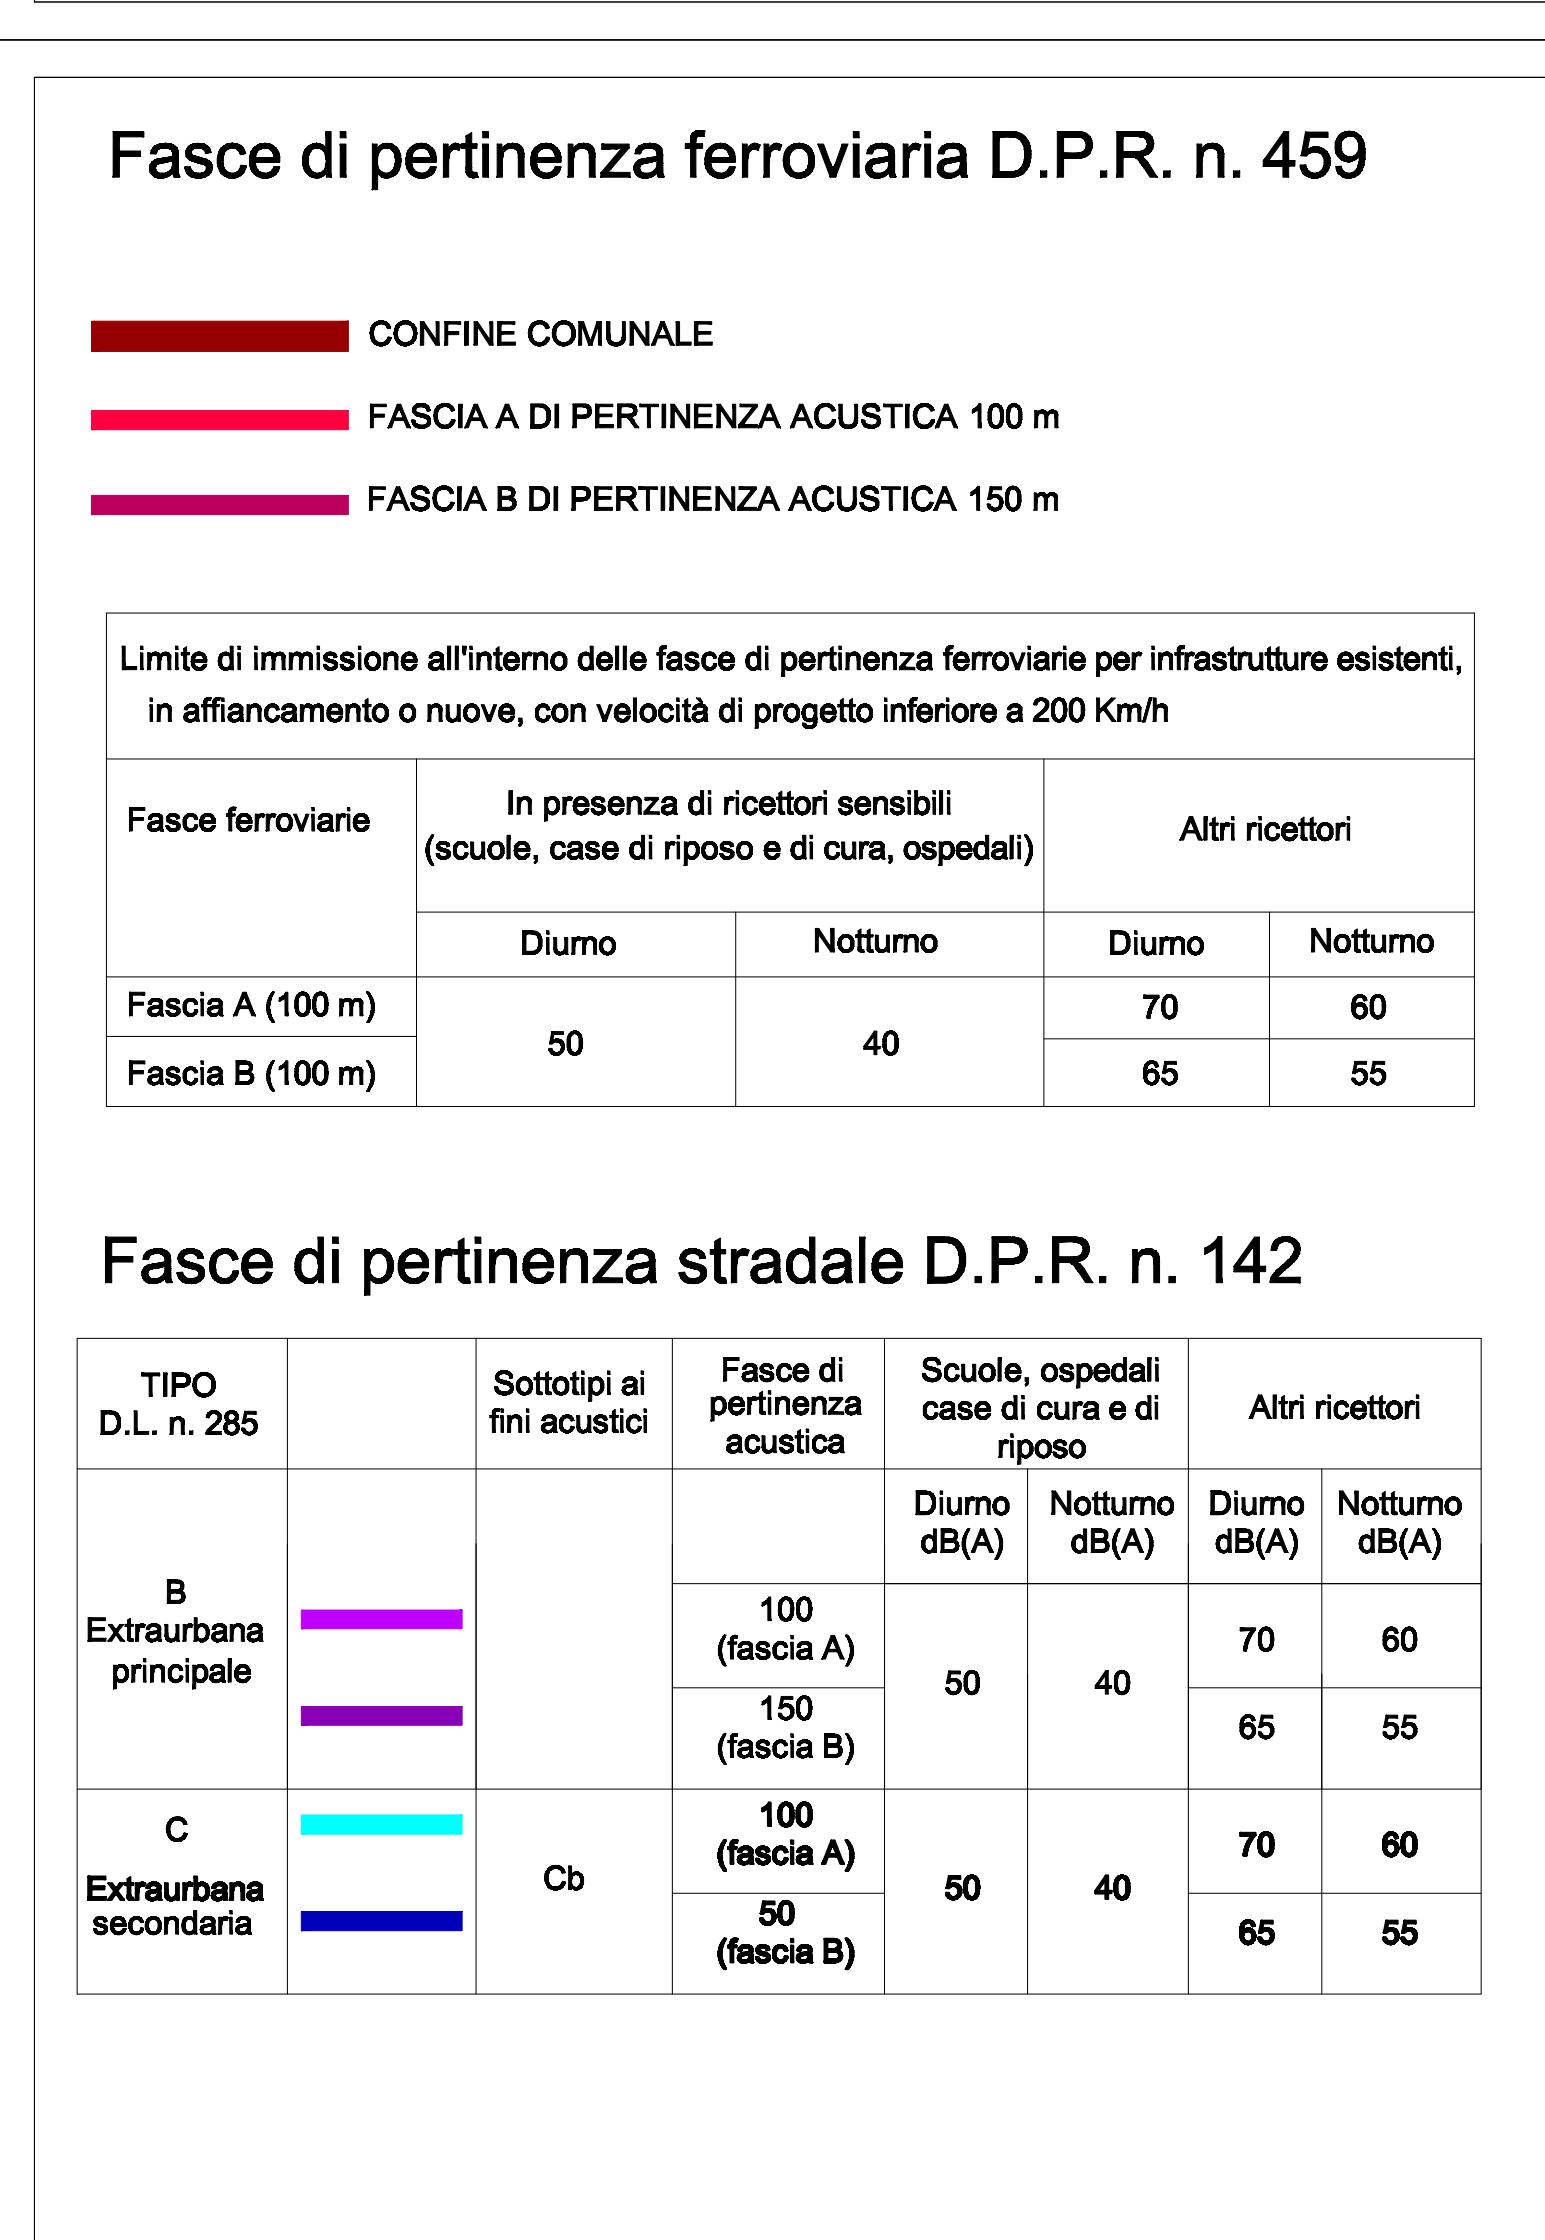 Fasce di pertinenza ferroviaria D.P.R. n. 459
CONFINE COMUNALE
FASCIA A DI PERTINENZA ACUSTICA 100 m
FASCIA B DI PERTINENZA ACUSTICA 150 m
Limite di immissione all'interno delle fasce di pertinenza ferroviarie per infrastrutture esistenti,
in affiancamento o nuove, con velocità di progetto inferiore a 200 Km/h
Fasce ferroviarie
In presenza di ricettori sensibili
(scuole, case di riposo e di cura, ospedali)
Altri ricettori
Diurno
Notturno
Diurno
Notturno
Fascia A (100 m)
50
40
70
60
Fascia B (100 m)
65
55
Fasce di pertinenza stradale D.P.R. n. 142
TIPO
D.L. n. 285
Sottotipi ai
fini acustici
Fasce di
pertinenza
acustica
Scuole, ospedali
case di cura e di
riposo
Altri ricettori
Diurno
dB(A)
Notturno
dB(A)
Diurno
dB(A)
Notturno
dB(A)
B
Extraurbana
principale
100
(fascia A)
50
40
70
60
150
(fascia B)
65
55
C
Extraurbana
secondaria
Cb
100
(fascia A)
50
40
70
60
50
(fascia B)
65
55